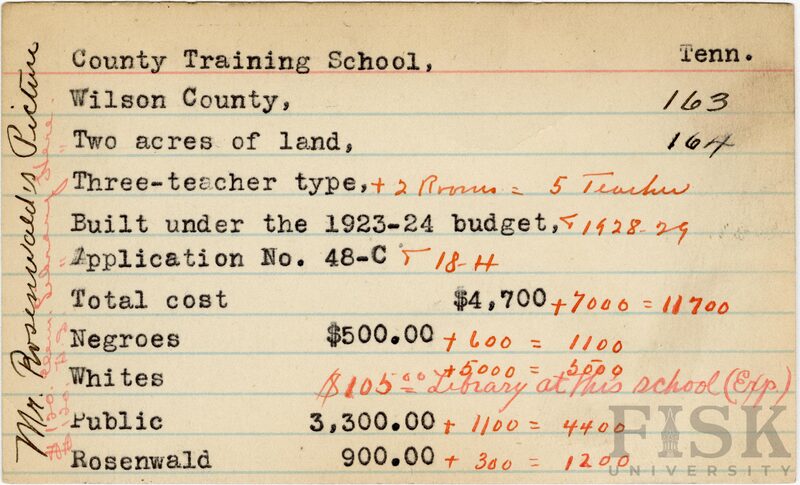 County Training School, Tenn.
Wilson County, 163
Two acres of land, 164
Three-teacher type, + 2 Rooms = 5 Teacher
Built under the 1923-24 budget, + 1928-29
Application No. 48-C + 18-H
Total cost $4,700 + 7000 = 11700
Negroes $500.00 + 600 = 1100
Whites + 5000 = 5000
$105.00 Library at this school (Exp.)
Public 3,300.00 + 1100 = 4400
Rosenwald 900.00 + 300 = 1200
Mr. Rosenwald's Picture
FISK
UNIVERSITY